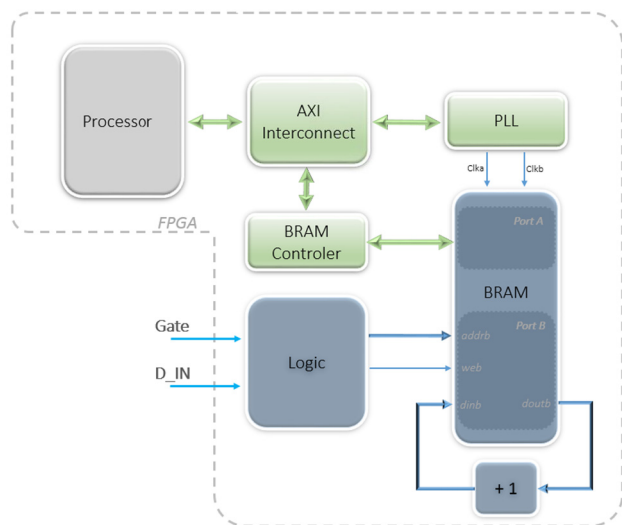 Processor
AXI
Interconnect
PLL
Clka
Clkb
FPGA
Port A
BRAM
Controler
BRAM
Gate
Port B
addrb
Logic
web
D_IN
dinb
doutb
+ 1